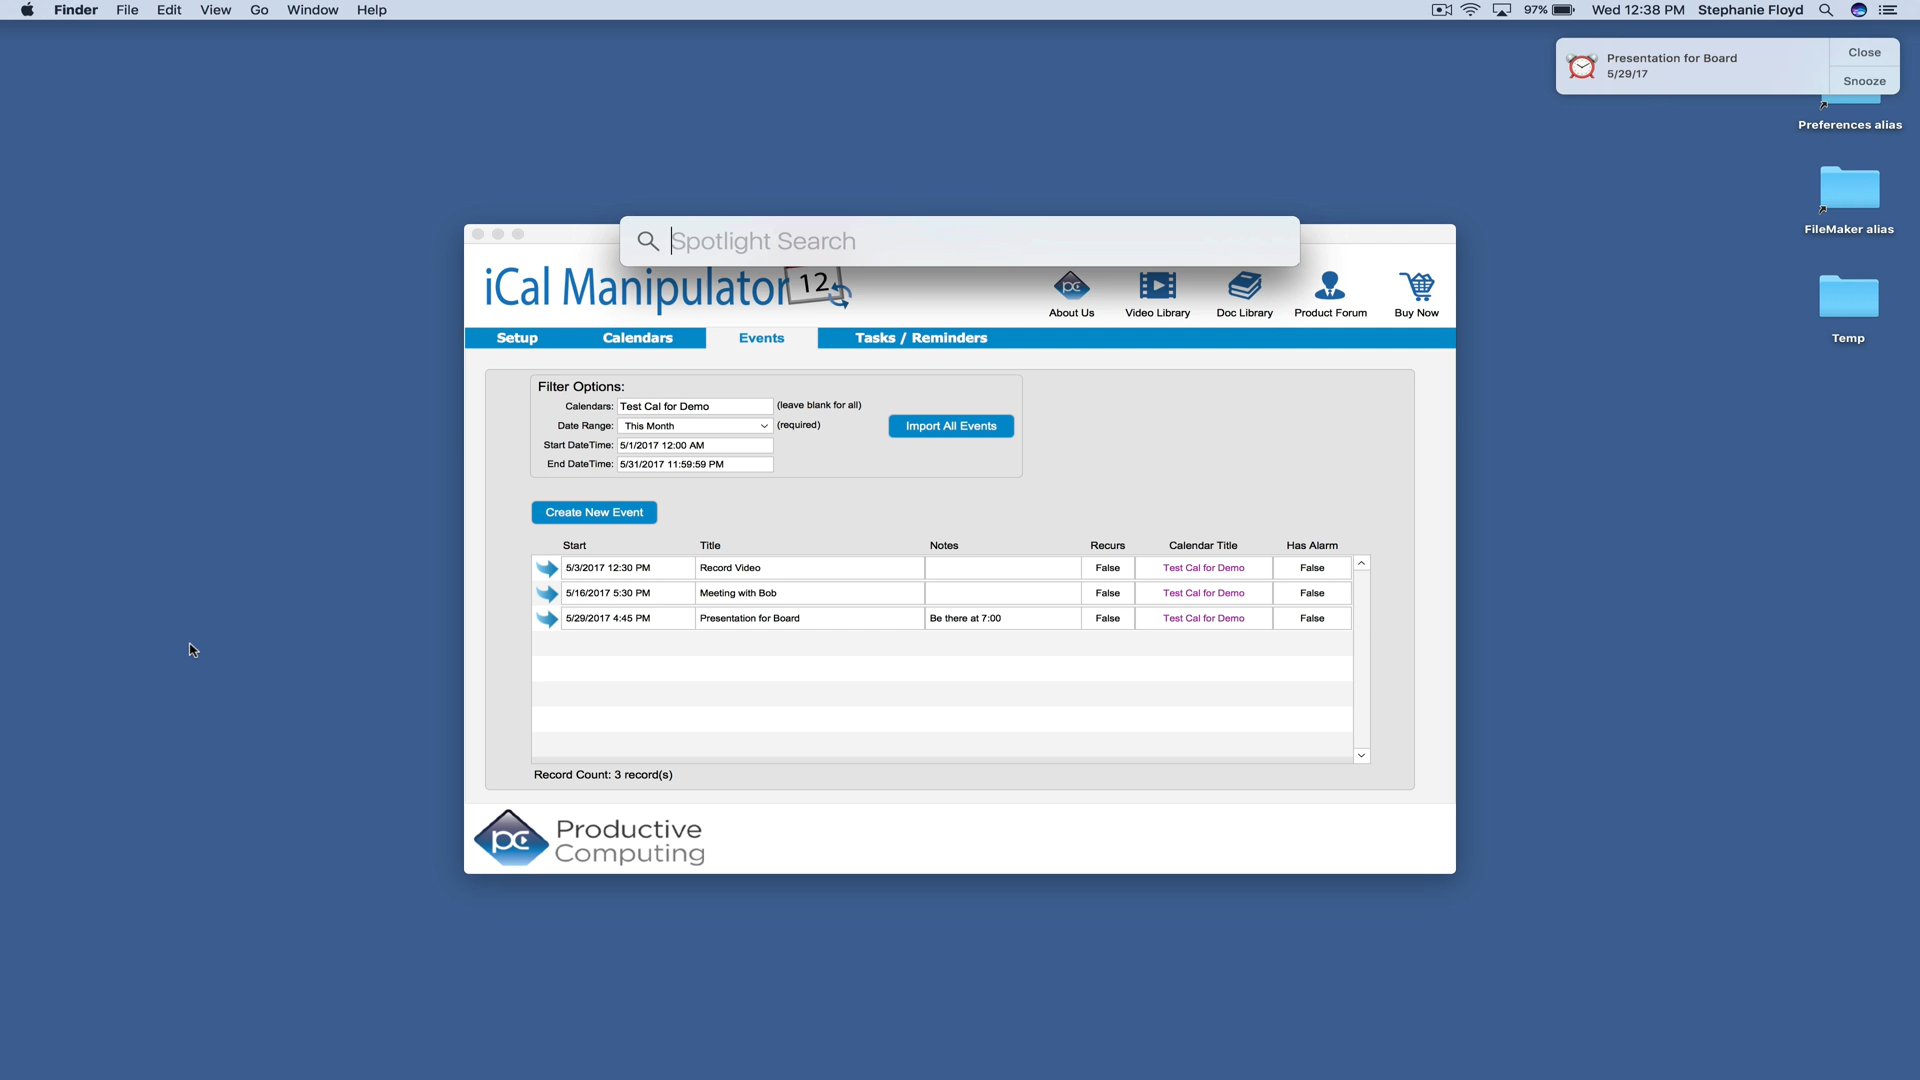 Finder File Edit View Go Window Help 97% Wed 12:38 PM Stephanie Floyd
Presentation for Board
5/29/17
Close
Snooze
Preferences alias
FileMaker alias
Temp
Spotlight Search
iCal Manipulator 12
About Us Video Library Doc Library Product Forum Buy Now
Setup Calendars Events Tasks / Reminders
Filter Options:
Calendars: Test Cal for Demo (leave blank for all)
Date Range: This Month (required)
Import All Events
Start DateTime: 5/1/2017 12:00 AM
End DateTime: 5/31/2017 11:59:59 PM
Create New Event
Start Title Notes Recurs Calendar Title Has Alarm
5/3/2017 12:30 PM Record Video False Test Cal for Demo False
5/16/2017 5:30 PM Meeting with Bob False Test Cal for Demo False
5/29/2017 4:45 PM Presentation for Board Be there at 7:00 False Test Cal for Demo False
Record Count: 3 record(s)
pc Productive
Computing